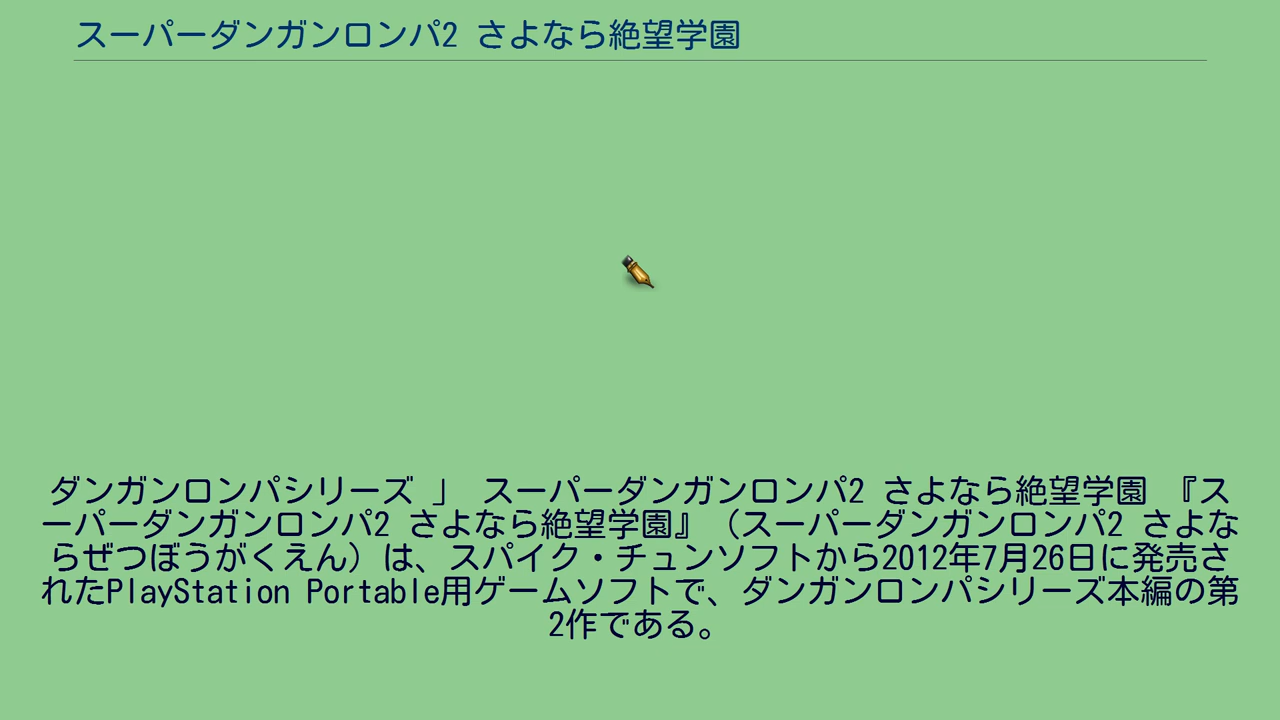 スーパーダンガンロンパ2 さよなら絶望学園
ダンガンロンパシリーズ 」 スーパーダンガンロンパ2 さよなら絶望学園 『ス
ーパーダンガンロンパ2 さよなら絶望学園』（スーパーダンガンロンパ2 さよな
らぜつぼうがくえん）は、スパイク・チュンソフトから2012年7月26日に発売さ
れたPlayStation Portable用ゲームソフトで、ダンガンロンパシリーズ本編の第
2作である。